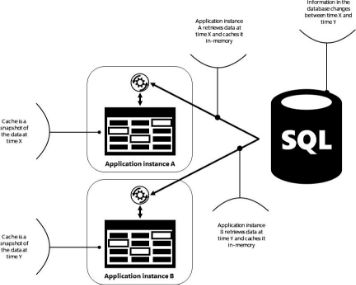 Information in the
database changes
between time X and
time Y
Application instance
A retrieves data at
time X and caches it
in-memory
Cache is a
snapshot of
the data at
time X
Application instance A
SQL
Cache is a
snapshot of
the data at
time Y
Application instance
B retrieves data at
time Y and caches it
in-memory
Application instance B